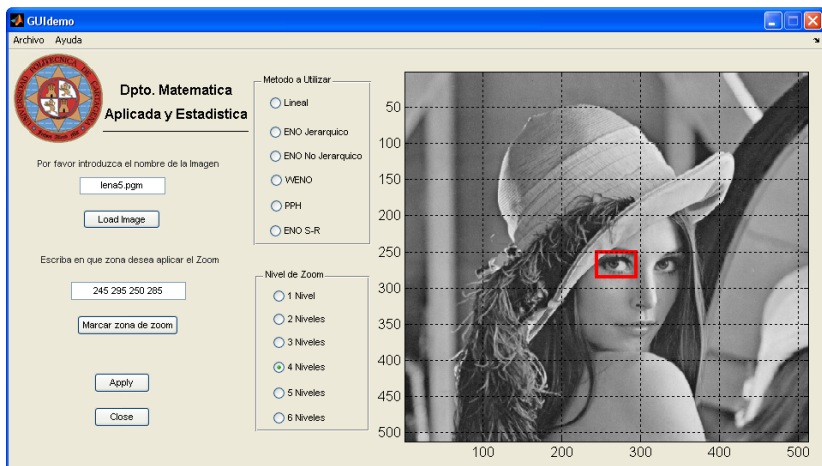 GUIdemo
Archivo Ayuda
UNIVERSIDAD POLITECNICA DE CARTAGENA
Dpto. Matematica
Aplicada y Estadistica
Por favor introduzca el nombre de la Imagen
lena5.pgm
Load Image
Escriba en que zona desea aplicar el Zoom
245 295 250 285
Marcar zona de zoom
Apply
Close
Metodo a Utilizar
Lineal
ENO Jerarquico
ENO No Jerarquico
WENO
PPH
ENO S-R
Nivel de Zoom
1 Nivel
2 Niveles
3 Niveles
4 Niveles
5 Niveles
6 Niveles
50
100
150
200
250
300
350
400
450
500
100 200 300 400 500